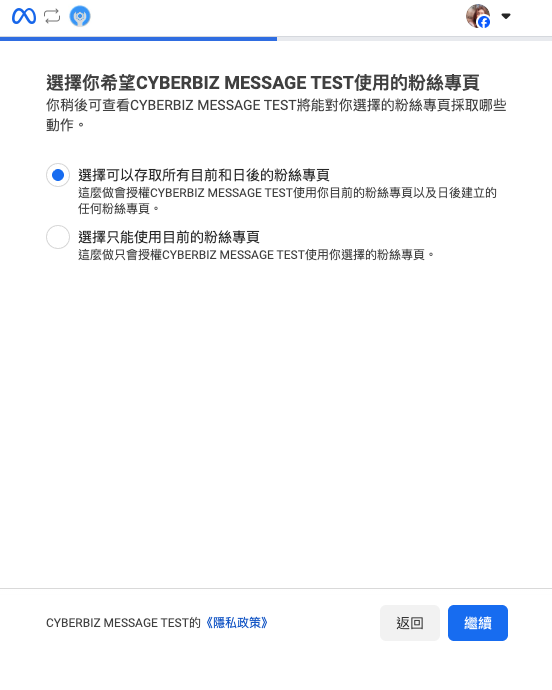 選擇你希望CYBERBIZ MESSAGE TEST使用的粉絲專頁
你稍後可查看CYBERBIZ MESSAGE TEST將能對你選擇的粉絲專頁採取哪些
動作。
選擇可以存取所有目前和日後的粉絲專頁
這麼做會授權CYBERBIZ MESSAGE TEST使用你目前的粉絲專頁以及日後建立的
任何粉絲專頁。
選擇只能使用目前的粉絲專頁
這麼做只會授權CYBERBIZ MESSAGE TEST使用你選擇的粉絲專頁。
CYBERBIZ MESSAGE TEST的《隱私政策》
返回
繼續